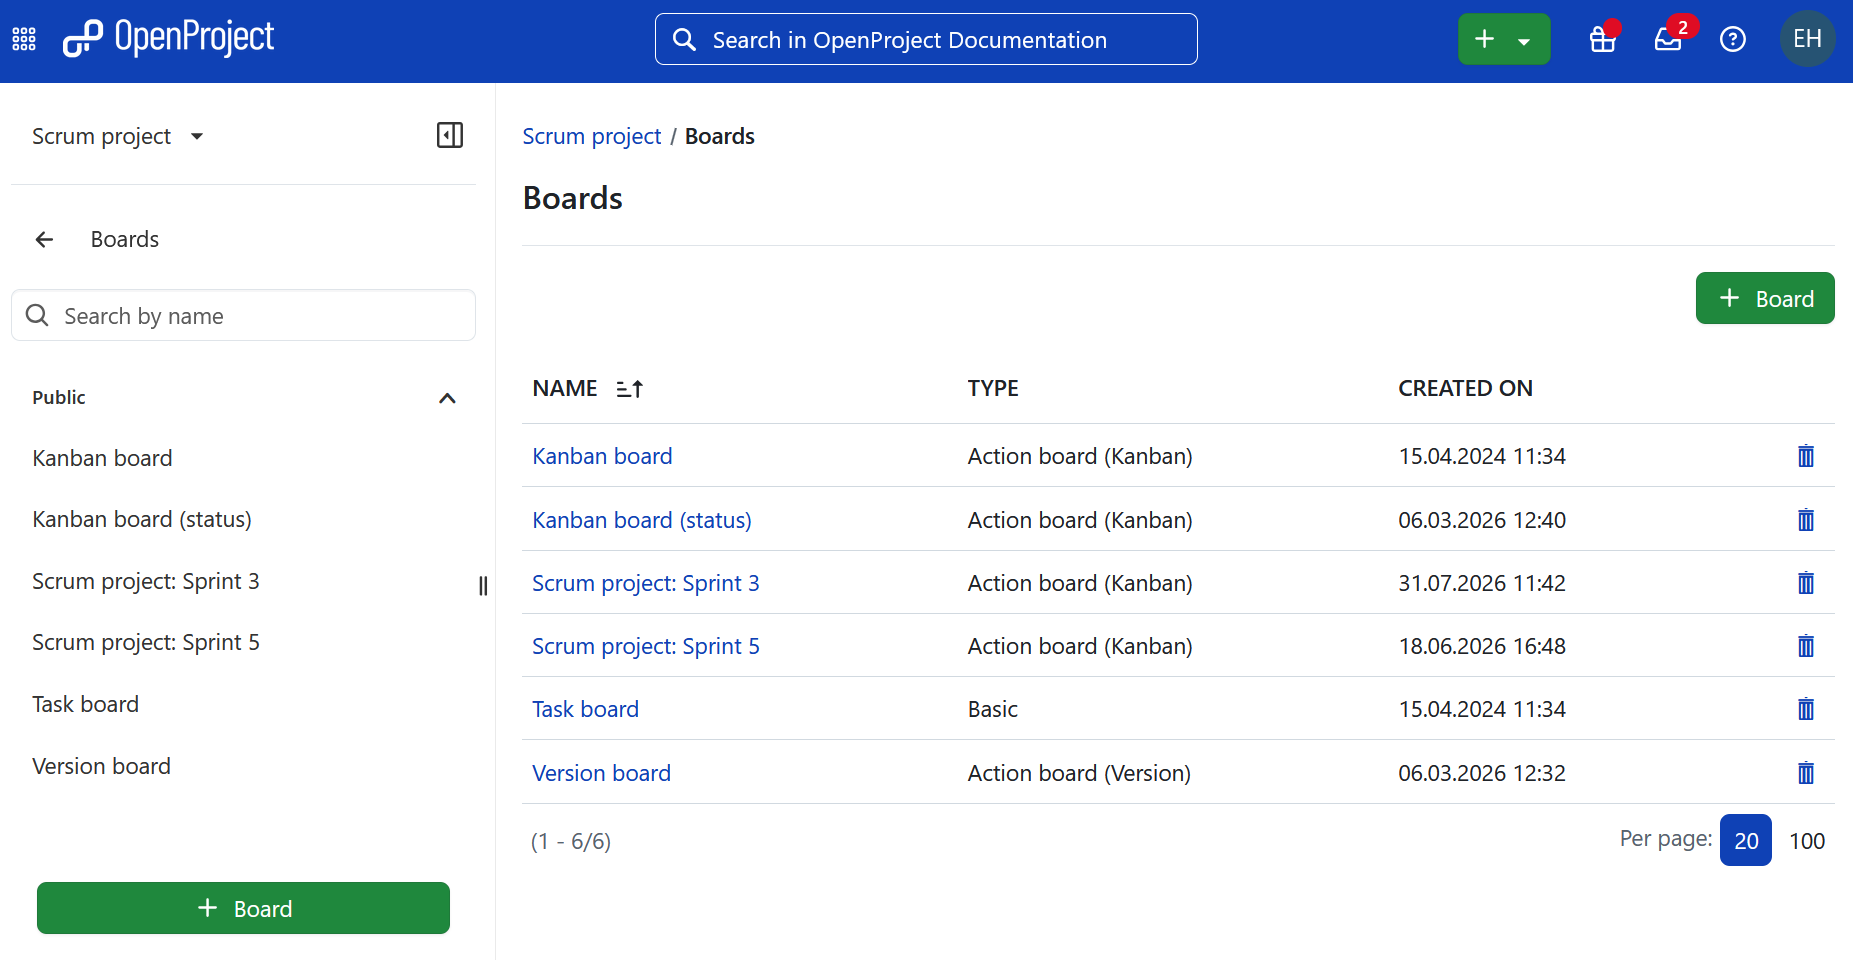 OpenProject
Search in OpenProject Documentation
2
EH
Scrum project
Boards
Search by name
Public
Kanban board
Kanban board (status)
Scrum project: Sprint 3
Scrum project: Sprint 5
Task board
Version board
+ Board
Scrum project / Boards
Boards
+ Board
NAME TYPE CREATED ON
Kanban board Action board (Kanban) 15.04.2024 11:34
Kanban board (status) Action board (Kanban) 06.03.2026 12:40
Scrum project: Sprint 3 Action board (Kanban) 31.07.2026 11:42
Scrum project: Sprint 5 Action board (Kanban) 18.06.2026 16:48
Task board Basic 15.04.2024 11:34
Version board Action board (Version) 06.03.2026 12:32
(1 - 6/6) Per page: 20 100